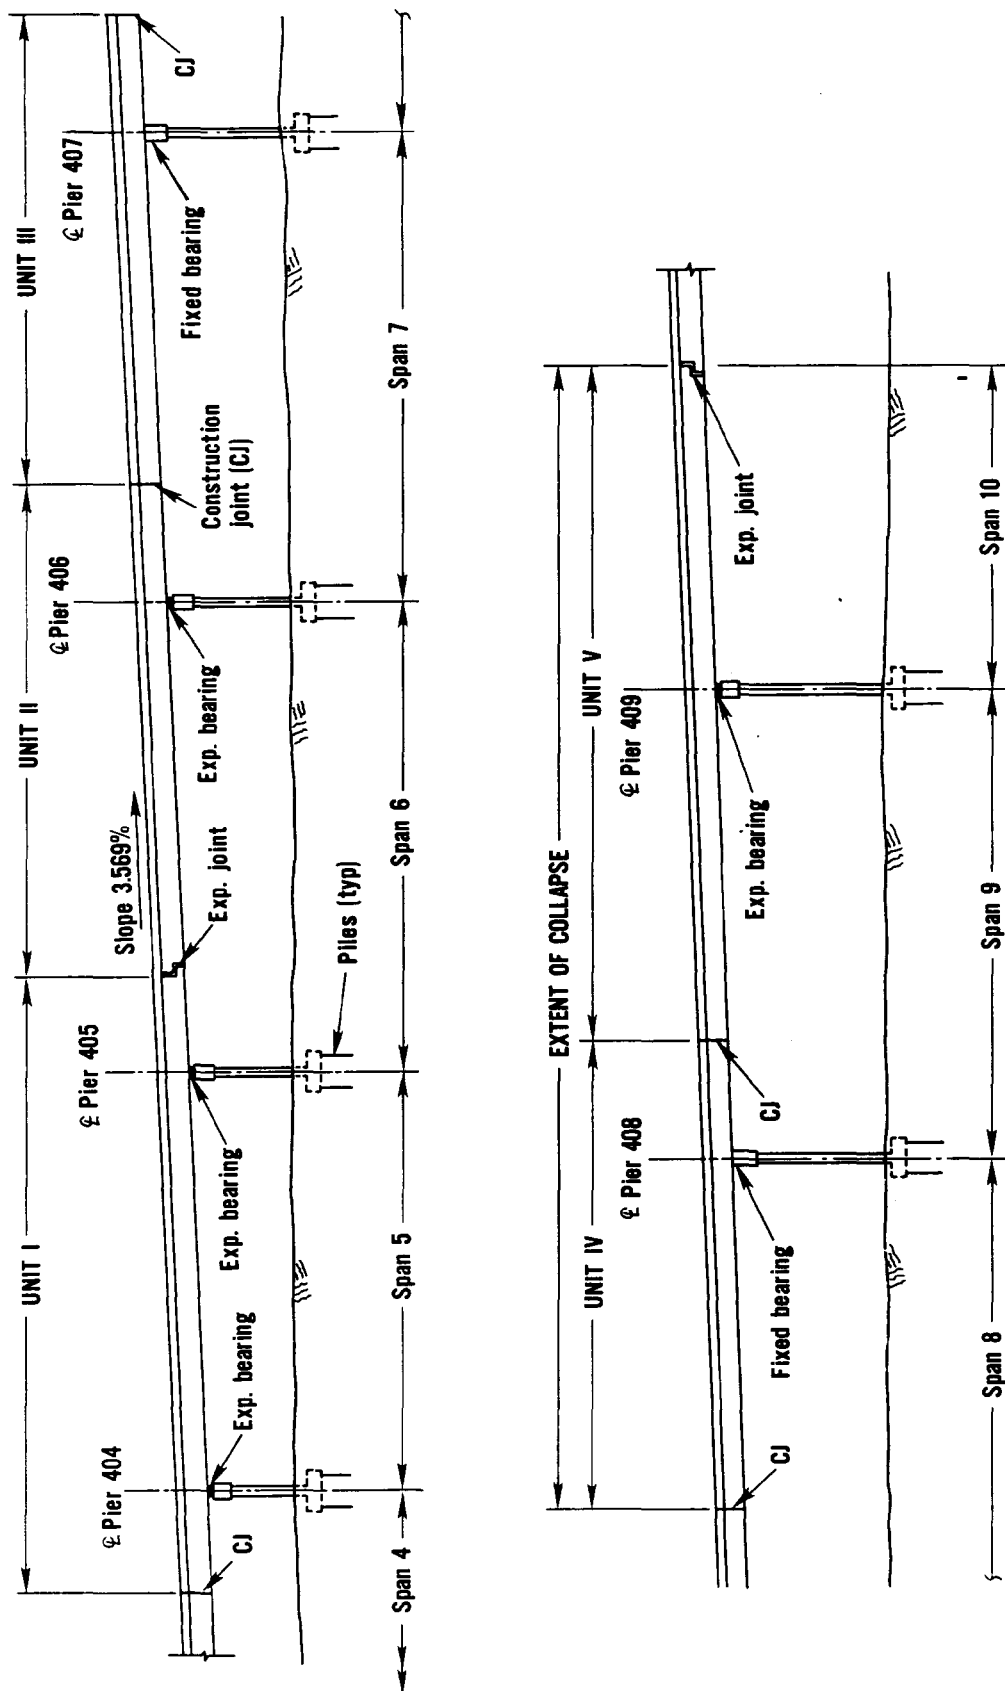 UNIT I
UNIT II
UNIT III
Slope 3.569%
℄ Pier 404
℄ Pier 405
℄ Pier 406
℄ Pier 407
CJ
Exp. bearing
Exp. bearing
Exp. joint
Exp. bearing
Construction
joint (CJ)
Fixed bearing
CJ
Piles (typ)
Span 4
Span 5
Span 6
Span 7
EXTENT OF COLLAPSE
UNIT IV
UNIT V
℄ Pier 408
℄ Pier 409
CJ
Fixed bearing
CJ
Exp. bearing
Exp. joint
Span 8
Span 9
Span 10